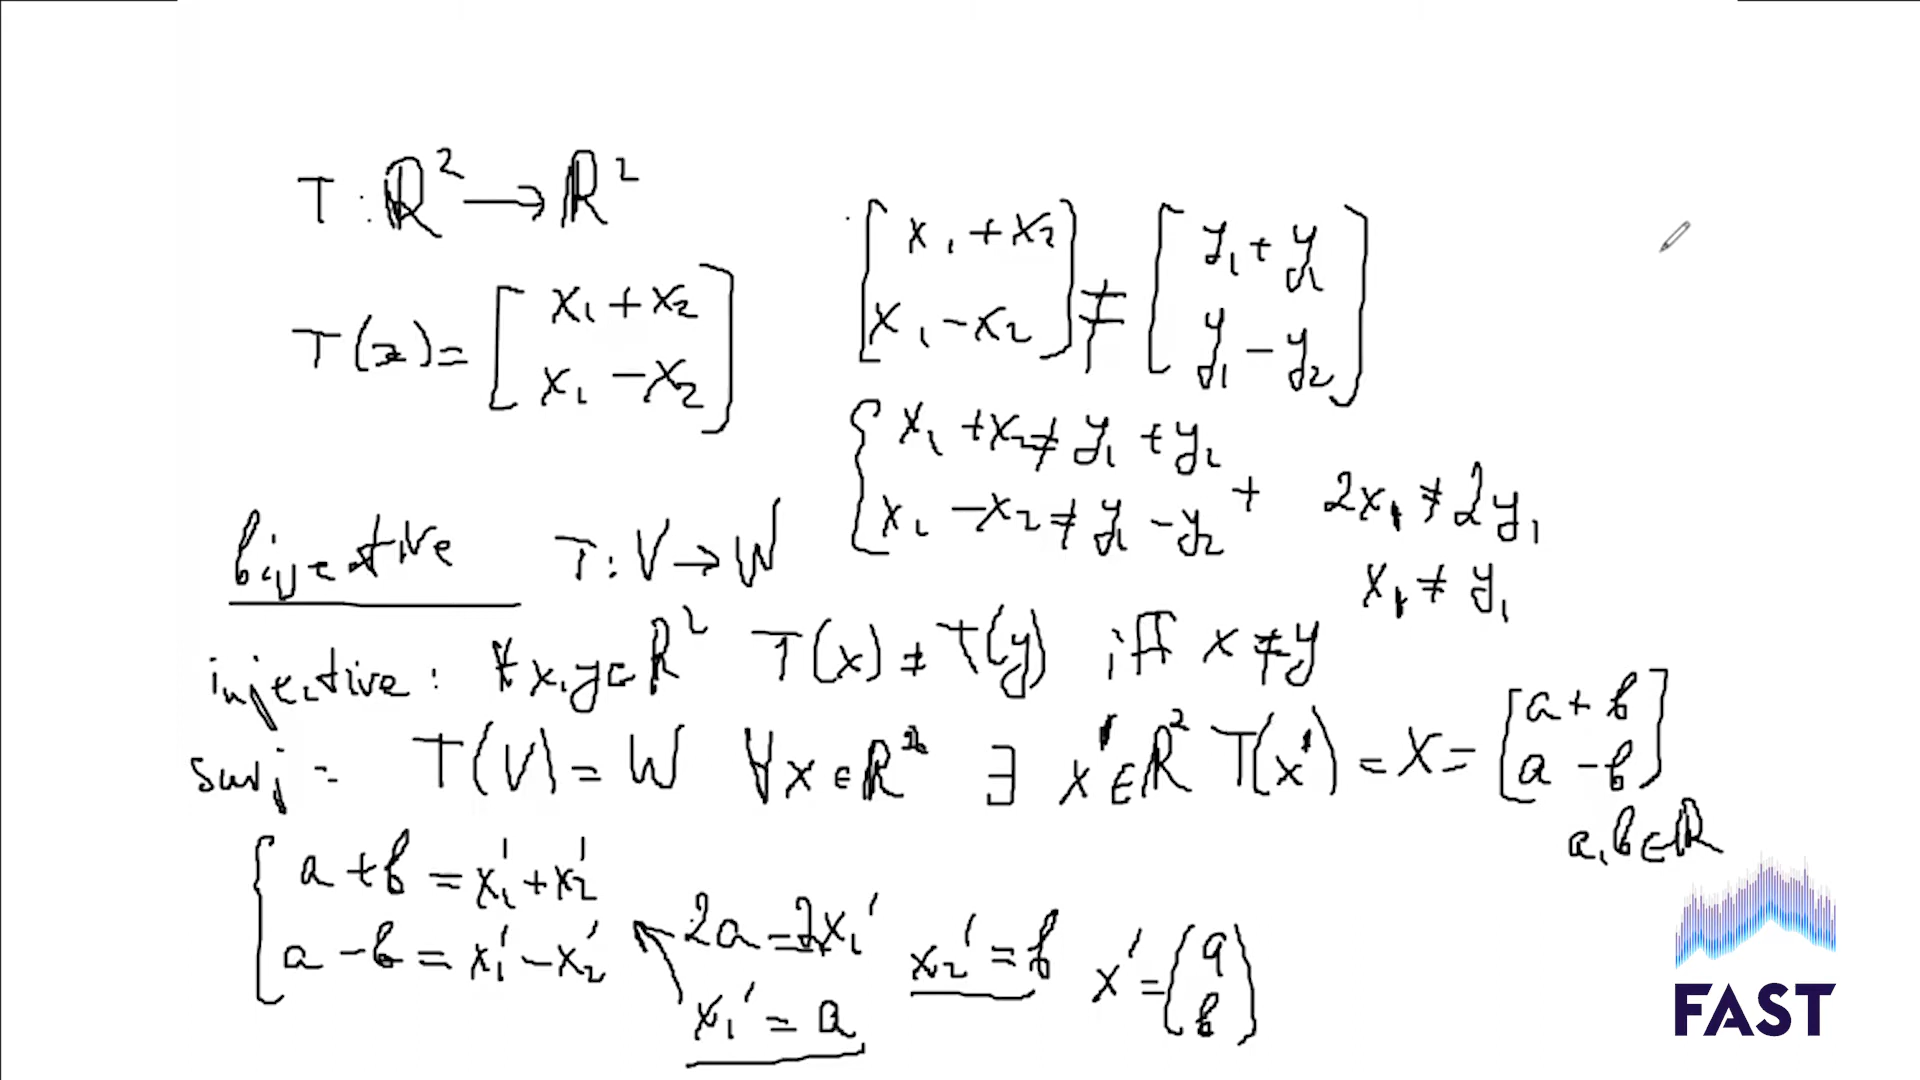 T : ℝ² → ℝ²
T(x) = [ x₁ + x₂
x₁ − x₂ ]
[ x₁ + x₂
x₁ − x₂ ] ≠ [ y₁ + y
y₁ − y₂ ]
{ x₁ + x₂ ≠ y₁ + y₂
x₁ − x₂ ≠ y₁ − y₂ +
2x₁ ≠ 2y₁
x₁ ≠ y₁
bijective T : V → W
injective : ∀ x, y ∈ ℝ² T(x) ≠ T(y) iff x ≠ y
surj = T(V) = W ∀x ∈ ℝ² ∃ x' ∈ ℝ² T(x') = X = [ a + b
a − b ]
a, b ∈ ℝ
{ a + b = x₁' + x₂'
a − b = x₁' − x₂'
2a = 2x₁'
x₁' = a
x₂' = b
x' = ( a
b )
FAST